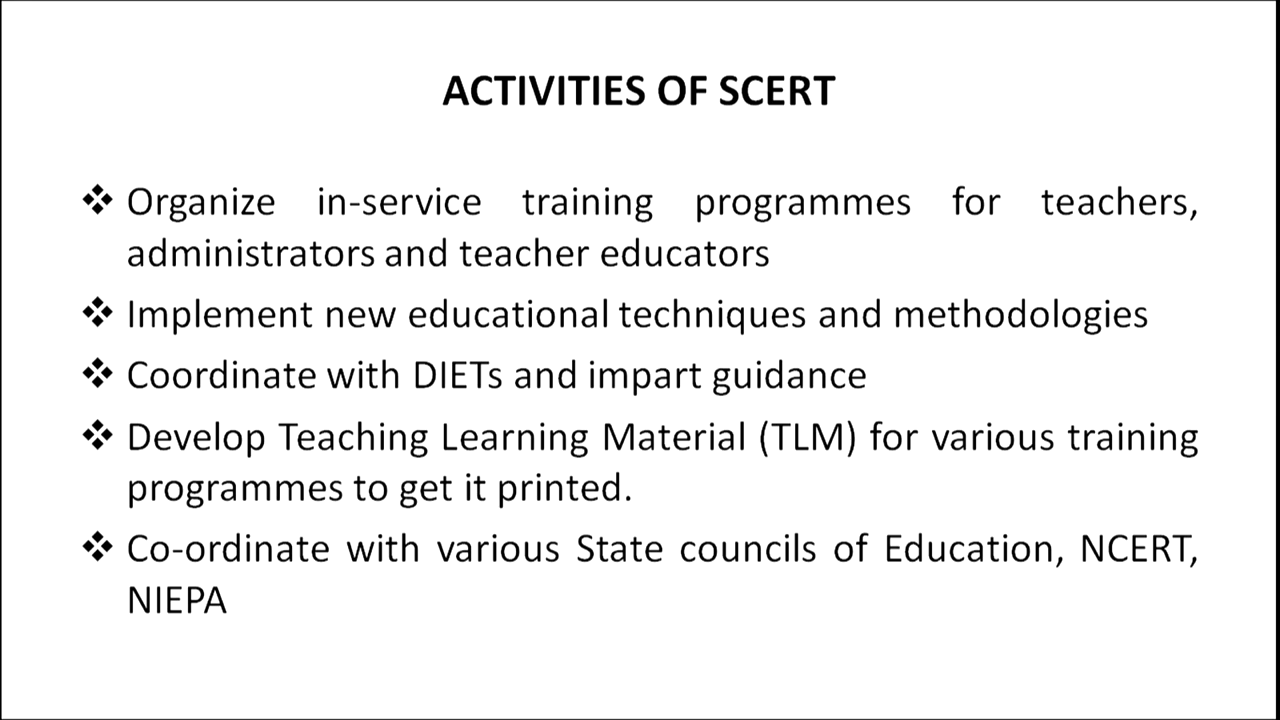 ACTIVITIES OF SCERT
❖ Organize in-service training programmes for teachers,
administrators and teacher educators
❖ Implement new educational techniques and methodologies
❖ Coordinate with DIETs and impart guidance
❖ Develop Teaching Learning Material (TLM) for various training
programmes to get it printed.
❖ Co-ordinate with various State councils of Education, NCERT,
NIEPA